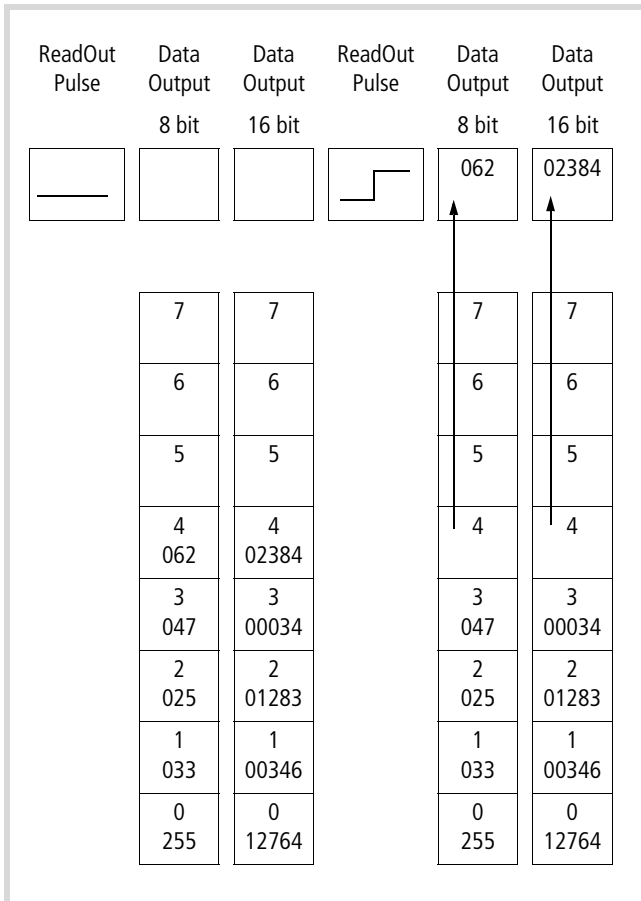 ReadOut Data Data ReadOut Data Data
Pulse Output Output Pulse Output Output
8 bit 16 bit 8 bit 16 bit
062 02384
7 7 7 7
6 6 6 6
5 5 5 5
4 4 4 4
062 02384
3 3 3 3
047 00034 047 00034
2 2 2 2
025 01283 025 01283
1 1 1 1
033 00346 033 00346
0 0 0 0
255 12764 255 12764